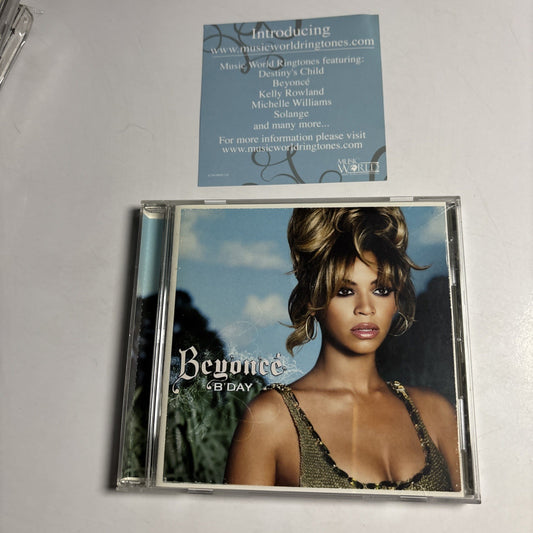 Introducing
www.musicworldringtones.com
Music World Ringtones featuring:
Destiny's Child
Beyoncé
Kelly Rowland
Michelle Williams
Solange
and many more...
For more information please visit
www.musicworldringtones.com
MUSIC
WORLD
Beyoncé
B'DAY